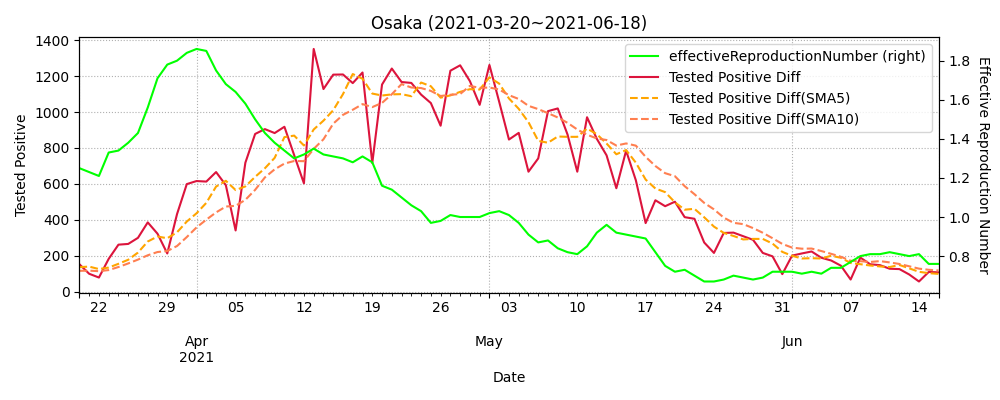 Osaka (2021-03-20~2021-06-18)
effectiveReproductionNumber (right)
Tested Positive Diff
Tested Positive Diff(SMA5)
Tested Positive Diff(SMA10)
Tested Positive
1400
1200
1000
800
600
400
200
0
Effective Reproduction Number
1.8
1.6
1.4
1.2
1.0
0.8
22 29 05 12 19 26 03 10 17 24 31 07 14
Apr May Jun
2021
Date